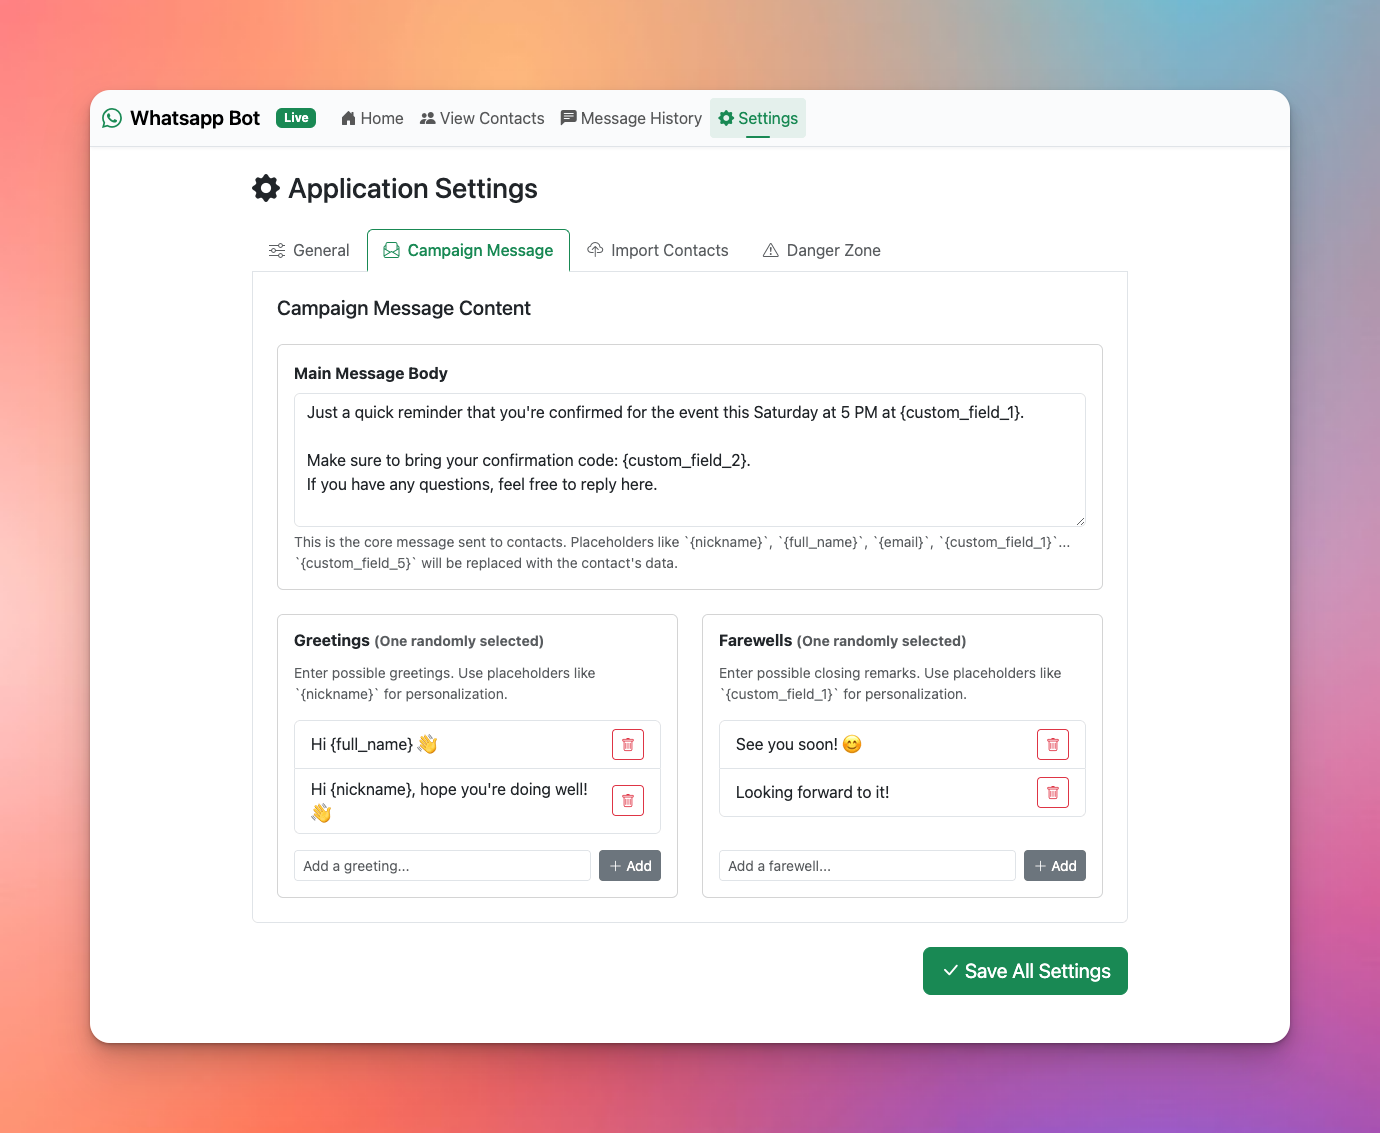 Whatsapp Bot Live Home View Contacts Message History Settings
Application Settings
General Campaign Message Import Contacts Danger Zone
Campaign Message Content
Main Message Body
Just a quick reminder that you're confirmed for the event this Saturday at 5 PM at {custom_field_1}.
Make sure to bring your confirmation code: {custom_field_2}.
If you have any questions, feel free to reply here.
This is the core message sent to contacts. Placeholders like `{nickname}`, `{full_name}`, `{email}`, `{custom_field_1}`...
`{custom_field_5}` will be replaced with the contact's data.
Greetings (One randomly selected)
Enter possible greetings. Use placeholders like
`{nickname}` for personalization.
Hi {full_name} 👋
Hi {nickname}, hope you're doing well!
👋
Add a greeting...
+ Add
Farewells (One randomly selected)
Enter possible closing remarks. Use placeholders like
`{custom_field_1}` for personalization.
See you soon! 😊
Looking forward to it!
Add a farewell...
+ Add
Save All Settings